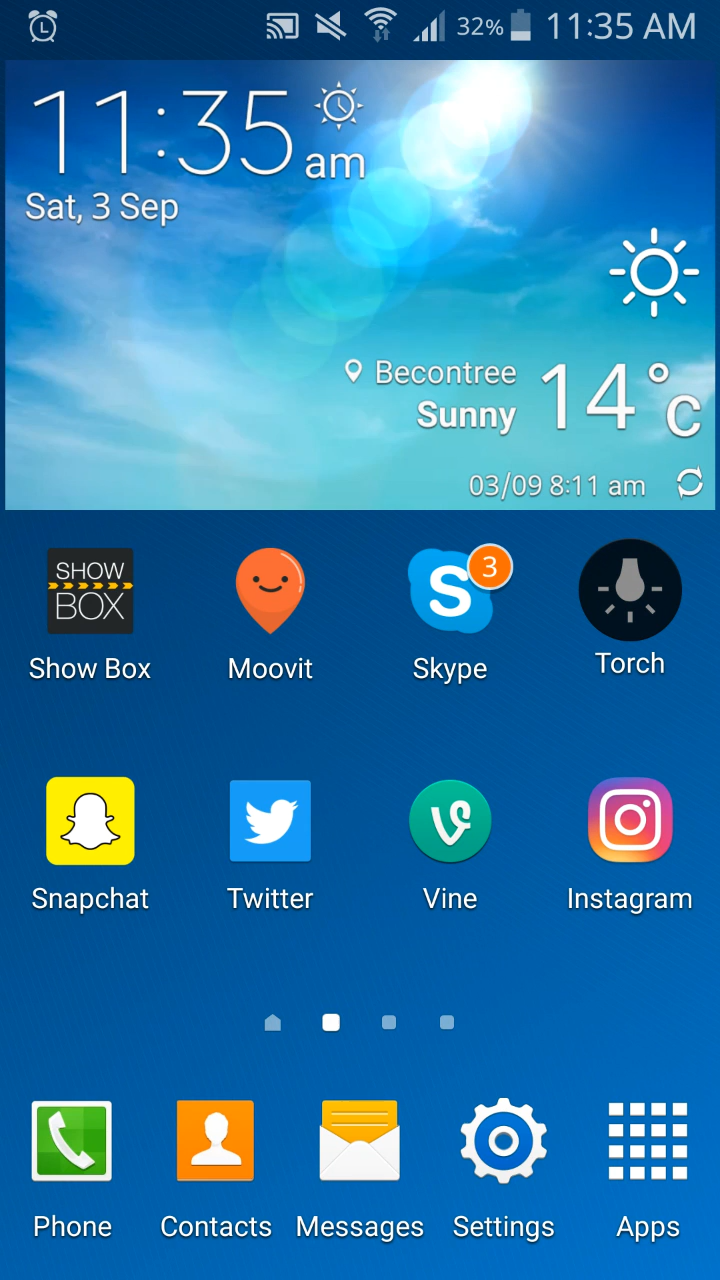 32% 11:35 AM
11:35 am
Sat, 3 Sep
Becontree
Sunny
14°C
03/09 8:11 am
SHOW
BOX
S 3
Show Box Moovit Skype Torch
Snapchat Twitter Vine Instagram
Phone Contacts Messages Settings Apps